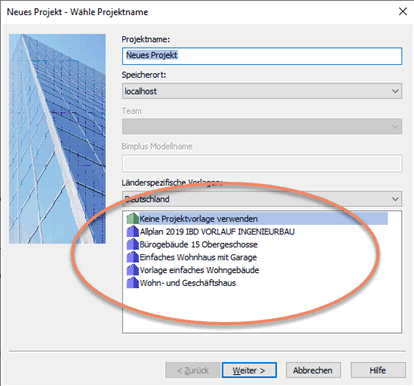 Neues Projekt - Wähle Projektname
Projektname:
Neues Projekt
Speicherort:
localhost
Team
Bimplus Modellname
Länderspezifische Vorlagen:
Deutschland
Keine Projektvorlage verwenden
Allplan 2019 IBD VORLAUF INGENIEURBAU
Bürogebäude 15 Obergeschosse
Einfaches Wohnhaus mit Garage
Vorlage einfaches Wohngebäude
Wohn- und Geschäftshaus
< Zurück Weiter > Abbrechen Hilfe